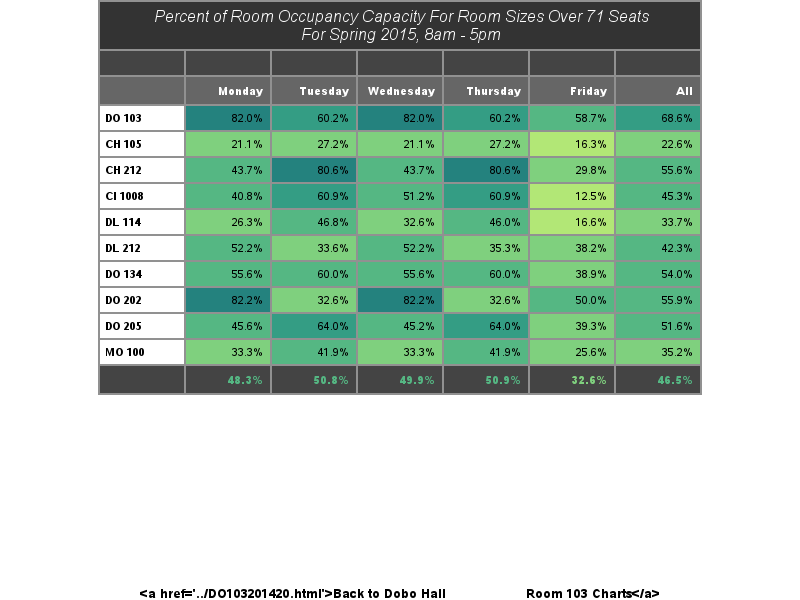 Percent of Room Occupancy Capacity For Room Sizes Over 71 Seats
For Spring 2015, 8am - 5pm
Monday Tuesday Wednesday Thursday Friday All
DO 103 82.0% 60.2% 82.0% 60.2% 58.7% 68.6%
CH 105 21.1% 27.2% 21.1% 27.2% 16.3% 22.6%
CH 212 43.7% 80.6% 43.7% 80.6% 29.8% 55.6%
CI 1008 40.8% 60.9% 51.2% 60.9% 12.5% 45.3%
DL 114 26.3% 46.8% 32.6% 46.0% 16.6% 33.7%
DL 212 52.2% 33.6% 52.2% 35.3% 38.2% 42.3%
DO 134 55.6% 60.0% 55.6% 60.0% 38.9% 54.0%
DO 202 82.2% 32.6% 82.2% 32.6% 50.0% 55.9%
DO 205 45.6% 64.0% 45.2% 64.0% 39.3% 51.6%
MO 100 33.3% 41.9% 33.3% 41.9% 25.6% 35.2%
48.3% 50.8% 49.9% 50.9% 32.6% 46.5%
<a href='../DO103201420.html'>Back to Dobo Hall Room 103 Charts</a>